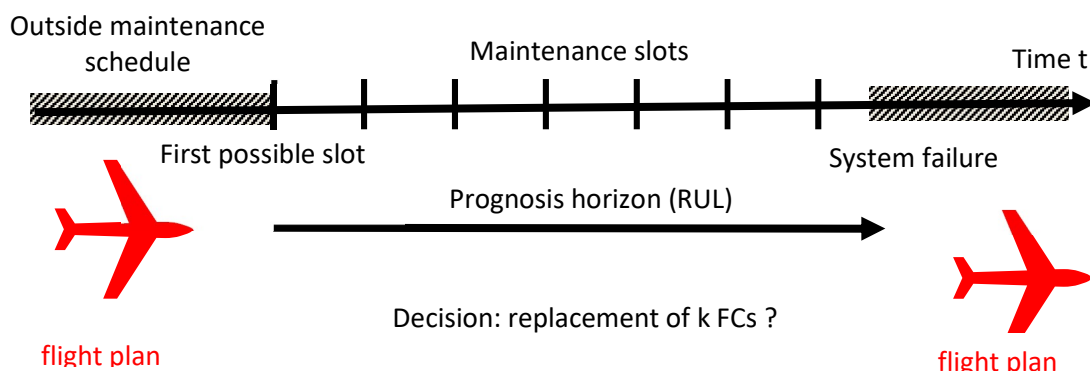 Outside maintenance
schedule
Maintenance slots
Time t
First possible slot
System failure
Prognosis horizon (RUL)
Decision: replacement of k FCs ?
flight plan
flight plan